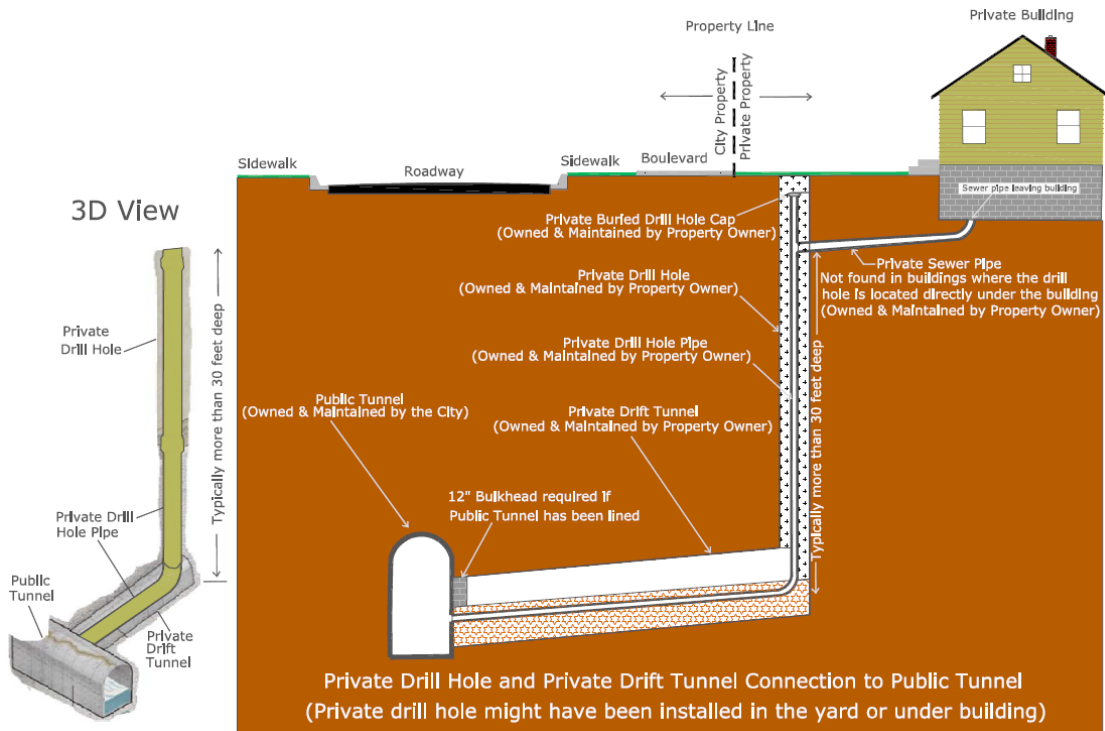 Property Line
Private Building
City Property
Private Property
Sidewalk
Roadway
Sidewalk
Boulevard
Sewer pipe leaving building
3D View
Private Buried Drill Hole Cap
(Owned & Maintained by Property Owner)
Private Sewer Pipe
Not found in buildings where the drill
hole is located directly under the building
(Owned & Maintained by Property Owner)
Private Drill Hole
(Owned & Maintained by Property Owner)
Private Drill Hole Pipe
(Owned & Maintained by Property Owner)
Typically more than 30 feet deep
Public Tunnel
(Owned & Maintained by the City)
Private Drift Tunnel
(Owned & Maintained by Property Owner)
12" Bulkhead required if
Public Tunnel has been lined
Private
Drill Hole
Typically more than 30 feet deep
Private Drill
Hole Pipe
Public
Tunnel
Private
Drift
Tunnel
Private Drill Hole and Private Drift Tunnel Connection to Public Tunnel
(Private drill hole might have been installed in the yard or under building)